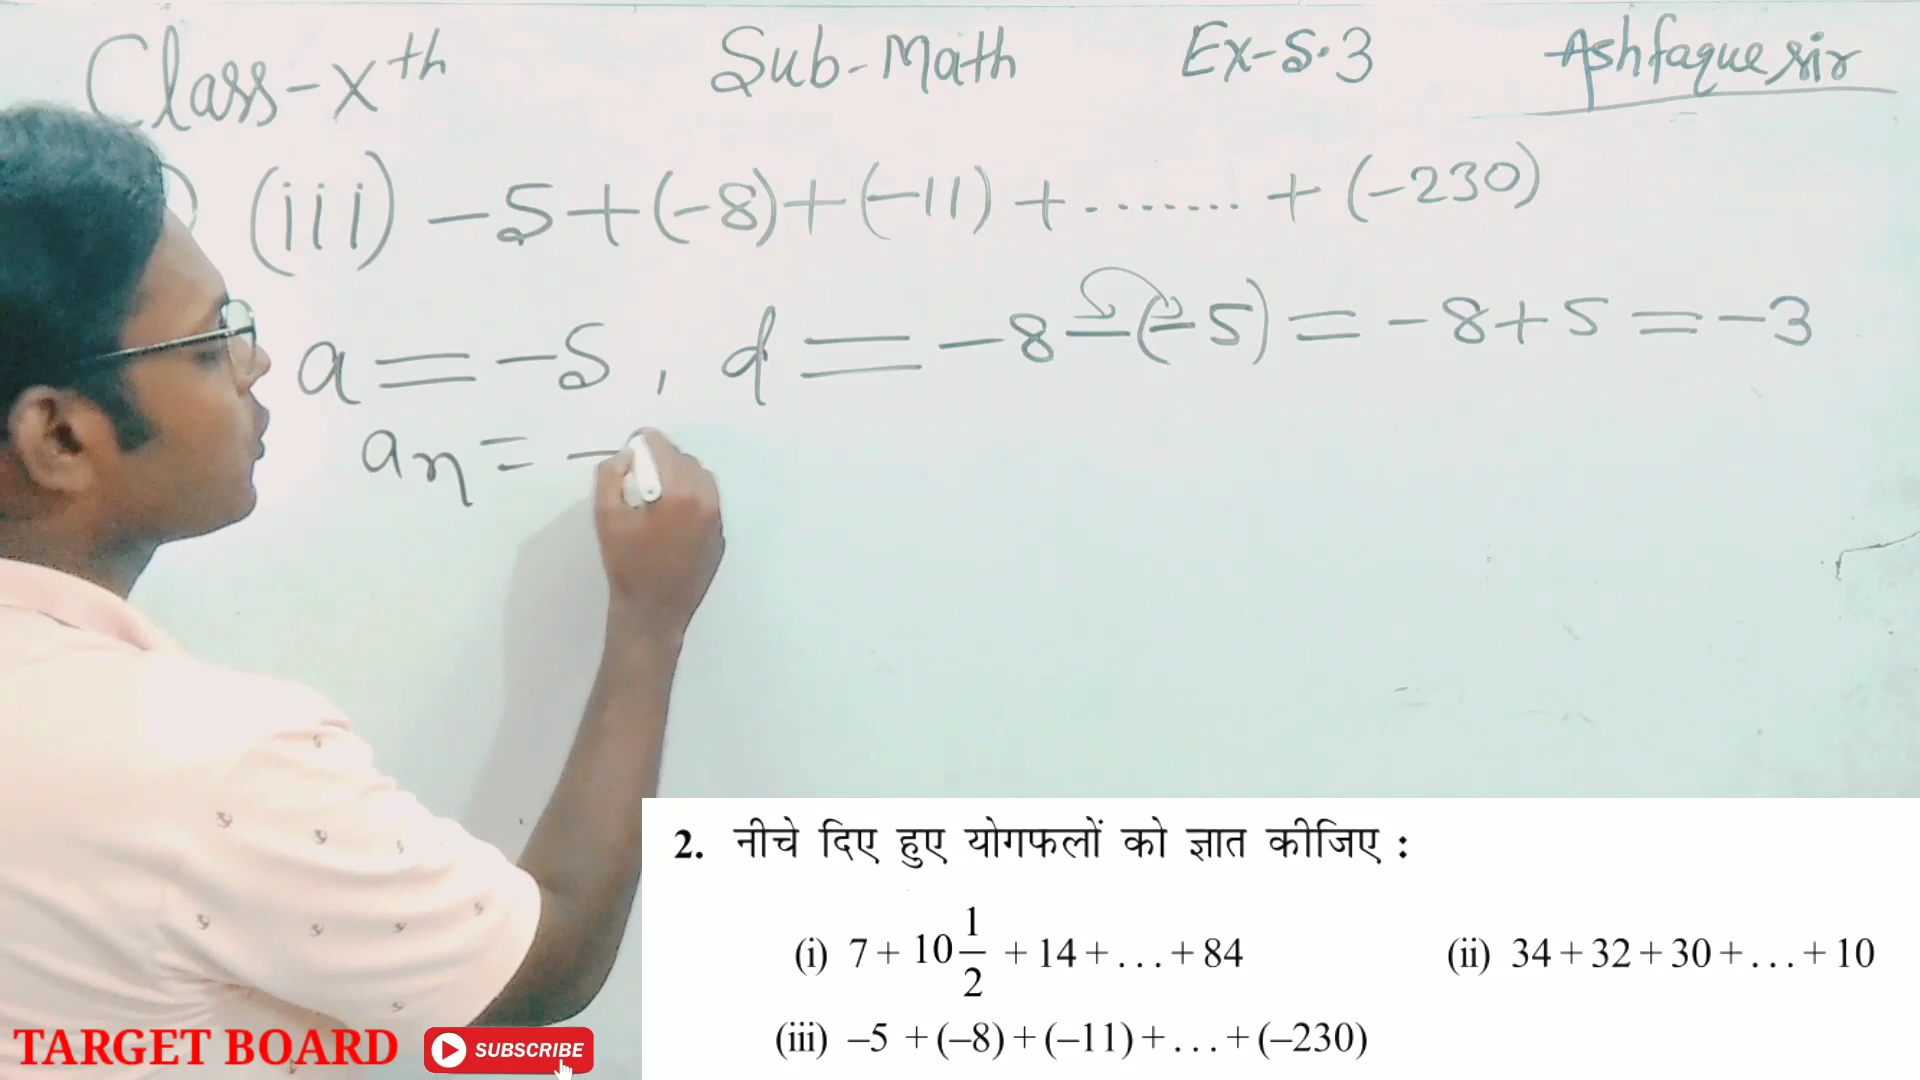 Class-Xth Sub-Math Ex-5.3 Ashfaque sir
(iii) -5+(-8)+(-11)+........+(-230)
a = -5, d = -8-(-5) = -8+5 = -3
an = -
2. नीचे दिए हुए योगफलों को ज्ञात कीजिए :
(i) 7 + 10 1/2 + 14 + . . . + 84 (ii) 34 + 32 + 30 + . . . + 10
(iii) –5 + (–8) + (–11) + . . . + (–230)
TARGET BOARD SUBSCRIBE